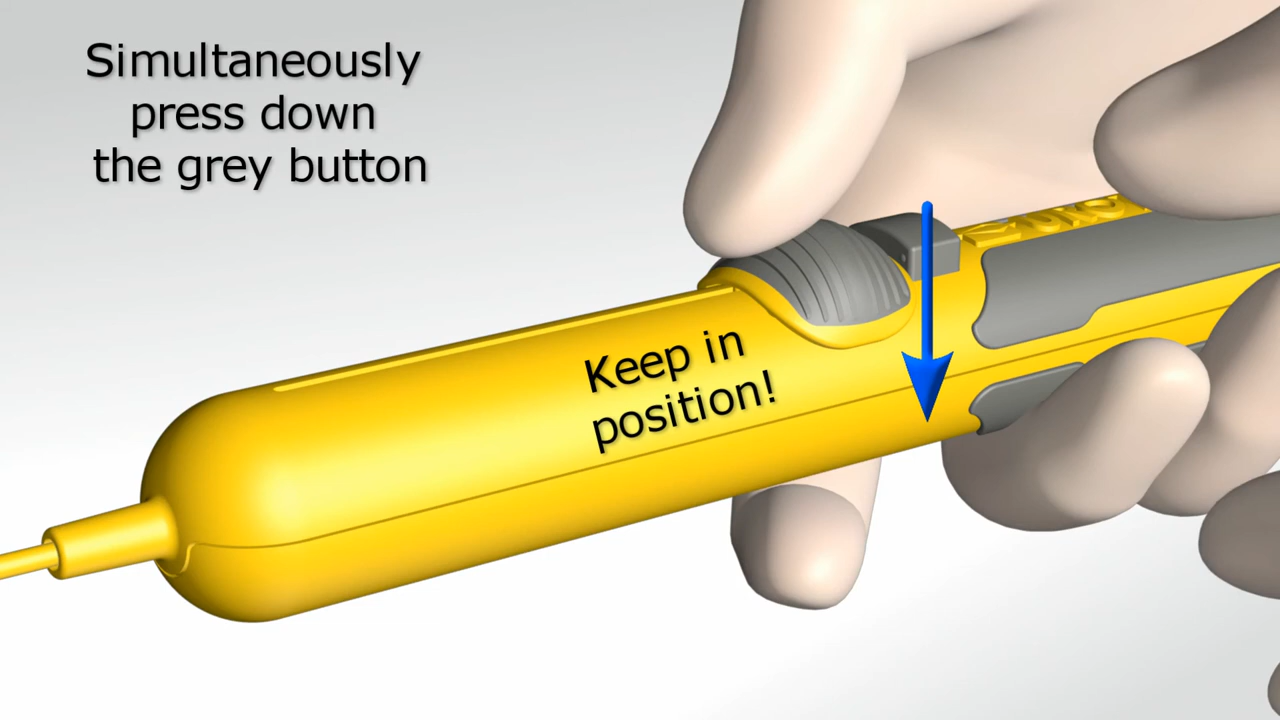 Simultaneously
press down
the grey button
Keep in
position!